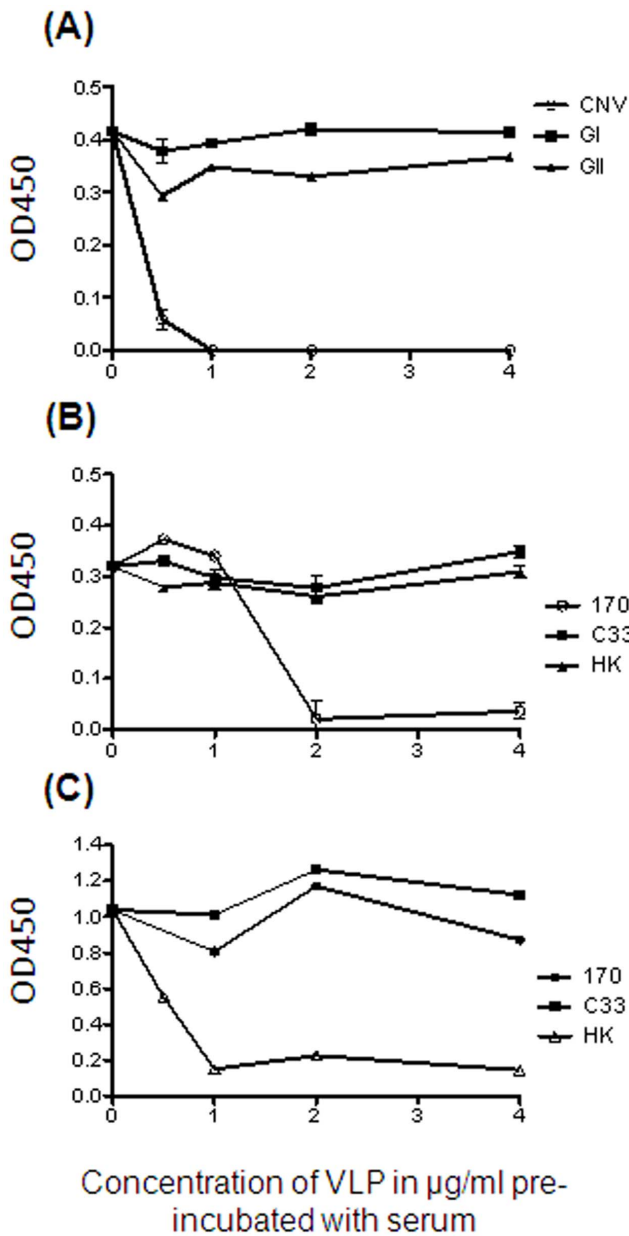 (A)
0.5
0.4
0.3
0.2
0.1
0.0
OD450
0
1
2
3
4
CNV
GI
GII
(B)
0.5
0.4
0.3
0.2
0.1
0.0
OD450
0
1
2
3
4
170
C33
HK
(C)
1.4
1.2
1.0
0.8
0.6
0.4
0.2
0.0
OD450
0
1
2
3
4
170
C33
HK
Concentration of VLP in µg/ml pre-
incubated with serum